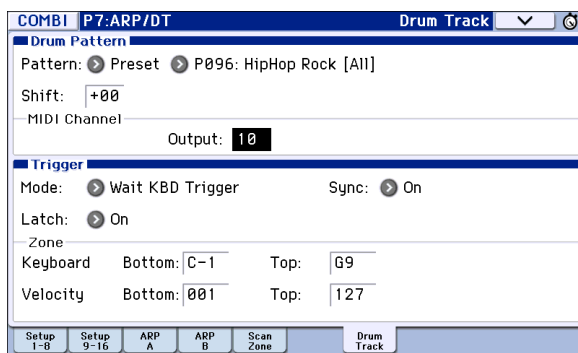 COMBI P7:ARP/DT Drum Track
Drum Pattern
Pattern: Preset P096: HipHop Rock [All]
Shift: +00
MIDI Channel
Output: 10
Trigger
Mode: Wait KBD Trigger Sync: On
Latch: On
Zone
Keyboard Bottom: C-1 Top: G9
Velocity Bottom: 001 Top: 127
Setup 1-8 Setup 9-16 ARP A ARP B Scan Zone Drum Track